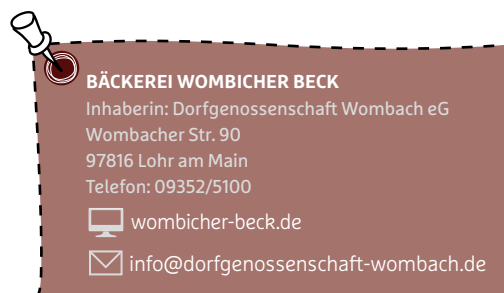 BÄCKEREI WOMBICHER BECK
Inhaberin: Dorfgenossenschaft Wombach eG
Wombacher Str. 90
97816 Lohr am Main
Telefon: 09352/5100
wombicher-beck.de
info@dorfgenossenschaft-wombach.de